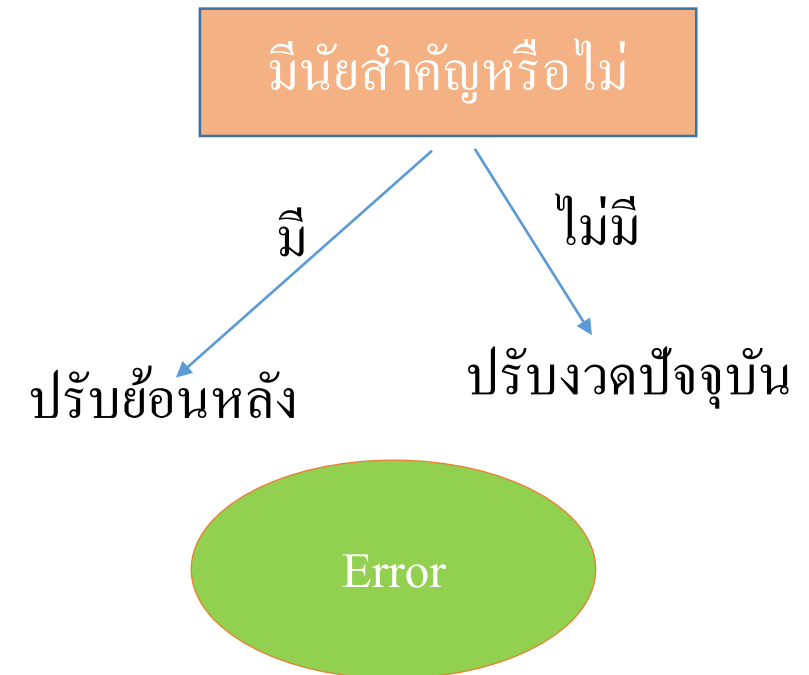 มีนัยสำคัญหรือไม่
มี
ไม่มี
ปรับย้อนหลัง
ปรับงวดปัจจุบัน
Error